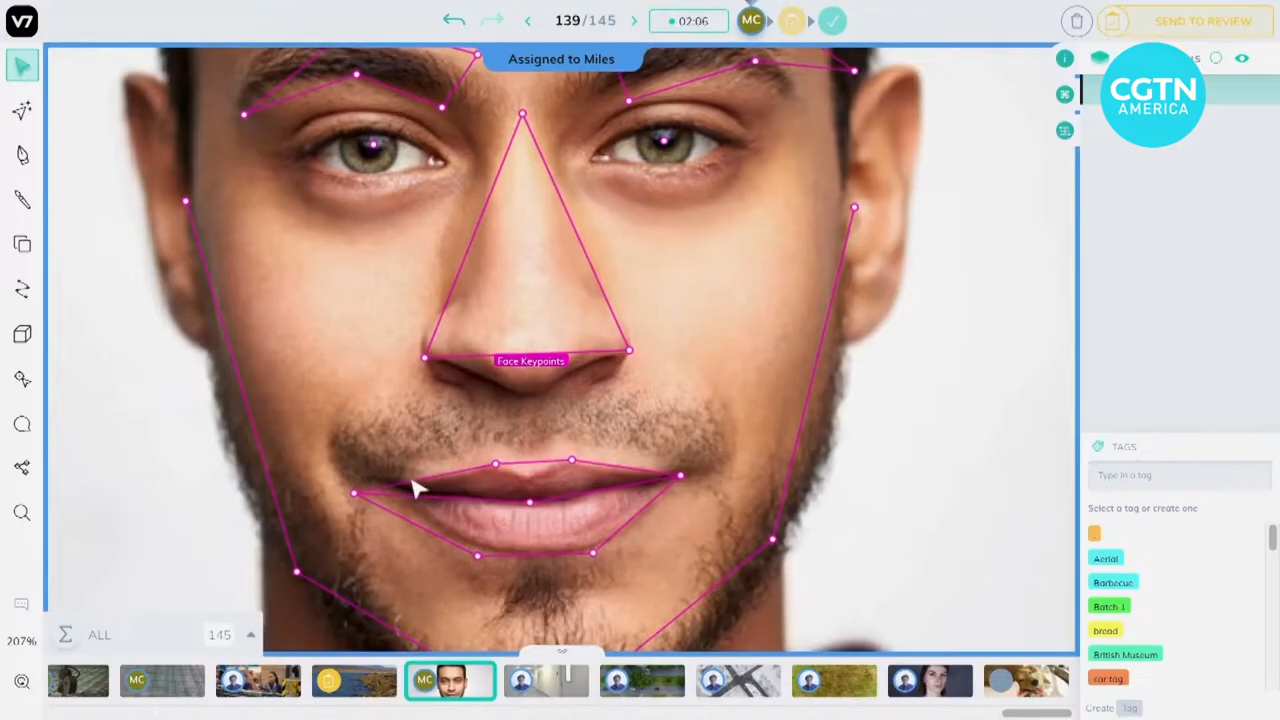 V7
139/145
02:06
MC
SEND TO REVIEW
Assigned to Miles
CGTN
AMERICA
Face Keypoints
TAGS
Type in a tag
Select a tag or create one
Aerial
Barbecue
Batch 1
bread
British Museum
car tag
Create Tag
ALL
145
207%
MC
MC